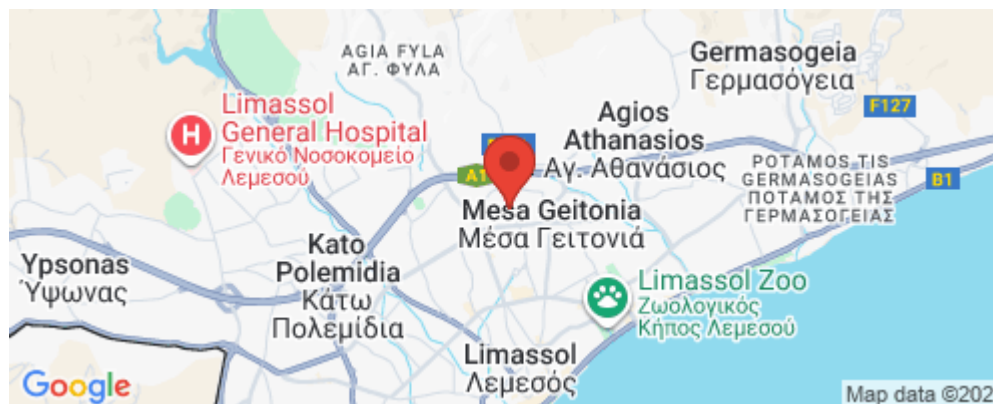 AGIA FYLA
ΑΓ. ΦΥΛΑ
Germasogeia
Γερμασόγεια
F127
Limassol
General Hospital
Γενικό Νοσοκομείο
Λεμεσού
H
Agios
Athanasios
Αγ. Αθανάσιος
A1
POTAMOS TIS
GERMASOGEIAS
ΠΟΤΑΜΟΣ ΤΗΣ
ΓΕΡΜΑΣΟΓΕΙΑΣ
B1
Mesa Geitonia
Μέσα Γειτονιά
Kato
Polemidia
Κάτω
Πολεμίδια
Ypsonas
Ύψωνας
Limassol Zoo
Ζωολογικός
Κήπος Λεμεσού
Limassol
Λεμεσός
Google
Map data ©202